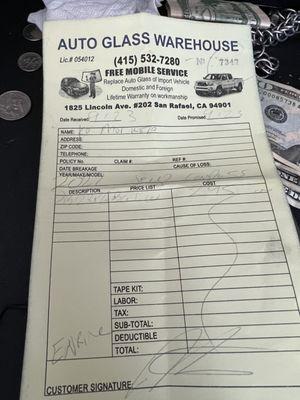 AUTO GLASS WAREHOUSE
Lic.# 054012
(415) 532-7280
Nº 7347
FREE MOBILE SERVICE
Replace Auto Glass of Import Vehicle
Domestic and Foreign
Lifetime Warranty on workmanship
1825 Lincoln Ave. #202 San Rafael, CA 94901
Date Received Date Promised
NAME:
ADDRESS:
ZIP CODE:
TELEPHONE:
POLICY No. CLAIM #: REF #:
DATE BREAKAGE CAUSE OF LOSS:
YEAR/MAKE/MODEL:
DESCRIPTION PRICE LIST COST
TAPE KIT:
LABOR:
TAX:
SUB-TOTAL:
DEDUCTIBLE
TOTAL:
CUSTOMER SIGNATURE: